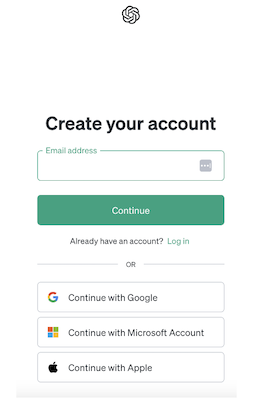 Create your account
Email address
Continue
Already have an account? Log in
OR
Continue with Google
Continue with Microsoft Account
Continue with Apple